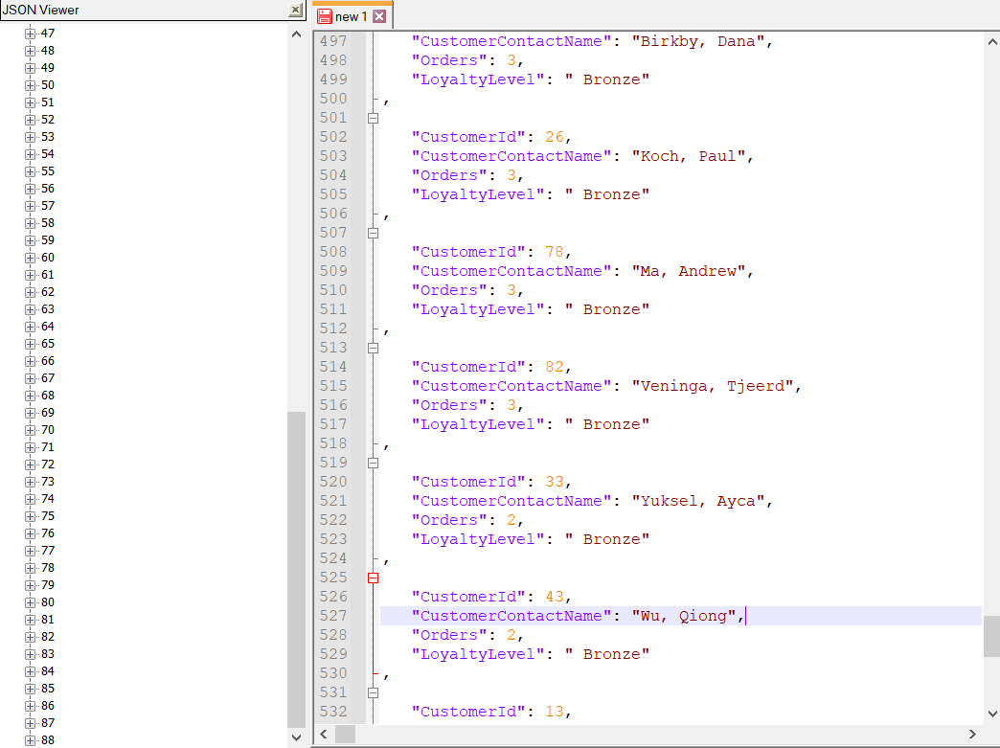 JSON Viewer
47
48
49
50
51
52
53
54
55
56
57
58
59
60
61
62
63
64
65
66
67
68
69
70
71
72
73
74
75
76
77
78
79
80
81
82
83
84
85
86
87
88
new 1
497 "CustomerContactName": "Birkby, Dana",
498 "Orders": 3,
499 "LoyaltyLevel": " Bronze"
500 ,
501
502 "CustomerId": 26,
503 "CustomerContactName": "Koch, Paul",
504 "Orders": 3,
505 "LoyaltyLevel": " Bronze"
506 ,
507
508 "CustomerId": 78,
509 "CustomerContactName": "Ma, Andrew",
510 "Orders": 3,
511 "LoyaltyLevel": " Bronze"
512 ,
513
514 "CustomerId": 82,
515 "CustomerContactName": "Veninga, Tjeerd",
516 "Orders": 3,
517 "LoyaltyLevel": " Bronze"
518 ,
519
520 "CustomerId": 33,
521 "CustomerContactName": "Yuksel, Ayca",
522 "Orders": 2,
523 "LoyaltyLevel": " Bronze"
524 ,
525
526 "CustomerId": 43,
527 "CustomerContactName": "Wu, Qiong",
528 "Orders": 2,
529 "LoyaltyLevel": " Bronze"
530 ,
531
532 "CustomerId": 13,